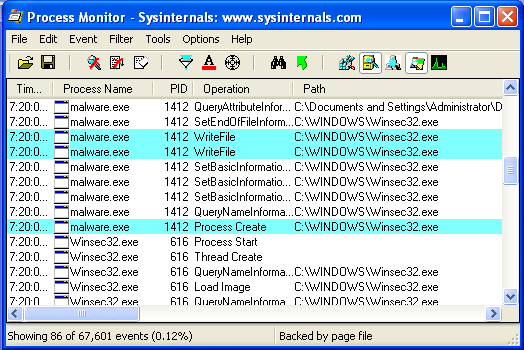 Process Monitor - Sysinternals: www.sysinternals.com
File Edit Event Filter Tools Options Help
Tim... Process Name PID Operation Path
7:20:0... malware.exe 1412 QueryAttributeInfor... C:\Documents and Settings\Administrator\D
7:20:0... malware.exe 1412 SetEndOfFileInform... C:\WINDOWS\Winsec32.exe
7:20:0... malware.exe 1412 WriteFile C:\WINDOWS\Winsec32.exe
7:20:0... malware.exe 1412 WriteFile C:\WINDOWS\Winsec32.exe
7:20:0... malware.exe 1412 SetBasicInformatio... C:\WINDOWS\Winsec32.exe
7:20:0... malware.exe 1412 SetBasicInformatio... C:\WINDOWS\Winsec32.exe
7:20:0... malware.exe 1412 SetBasicInformatio... C:\WINDOWS\Winsec32.exe
7:20:0... malware.exe 1412 QueryNameInforma... C:\WINDOWS\Winsec32.exe
7:20:0... malware.exe 1412 Process Create C:\WINDOWS\Winsec32.exe
7:20:0... Winsec32.exe 616 Process Start
7:20:0... Winsec32.exe 616 Thread Create
7:20:0... Winsec32.exe 616 QueryNameInforma... C:\WINDOWS\Winsec32.exe
7:20:0... Winsec32.exe 616 Load Image C:\WINDOWS\Winsec32.exe
7:20:0... Winsec32.exe 616 QueryNameInforma... C:\WINDOWS\Winsec32.exe
Showing 86 of 67,601 events (0.12%) Backed by page file